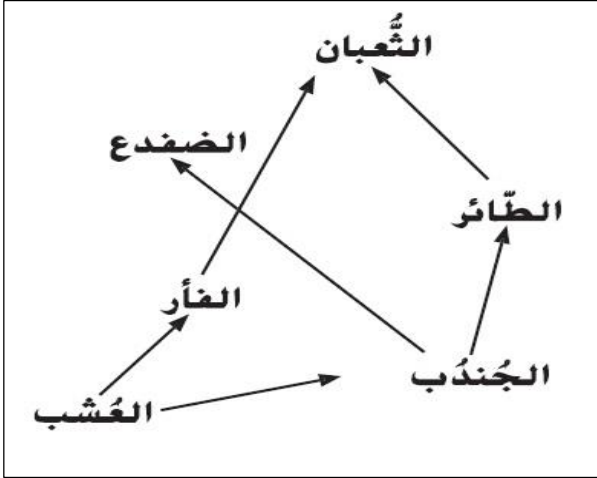 الثُّعبان
الضفدع
الطّائر
الفأر
الجُندُب
العُشب